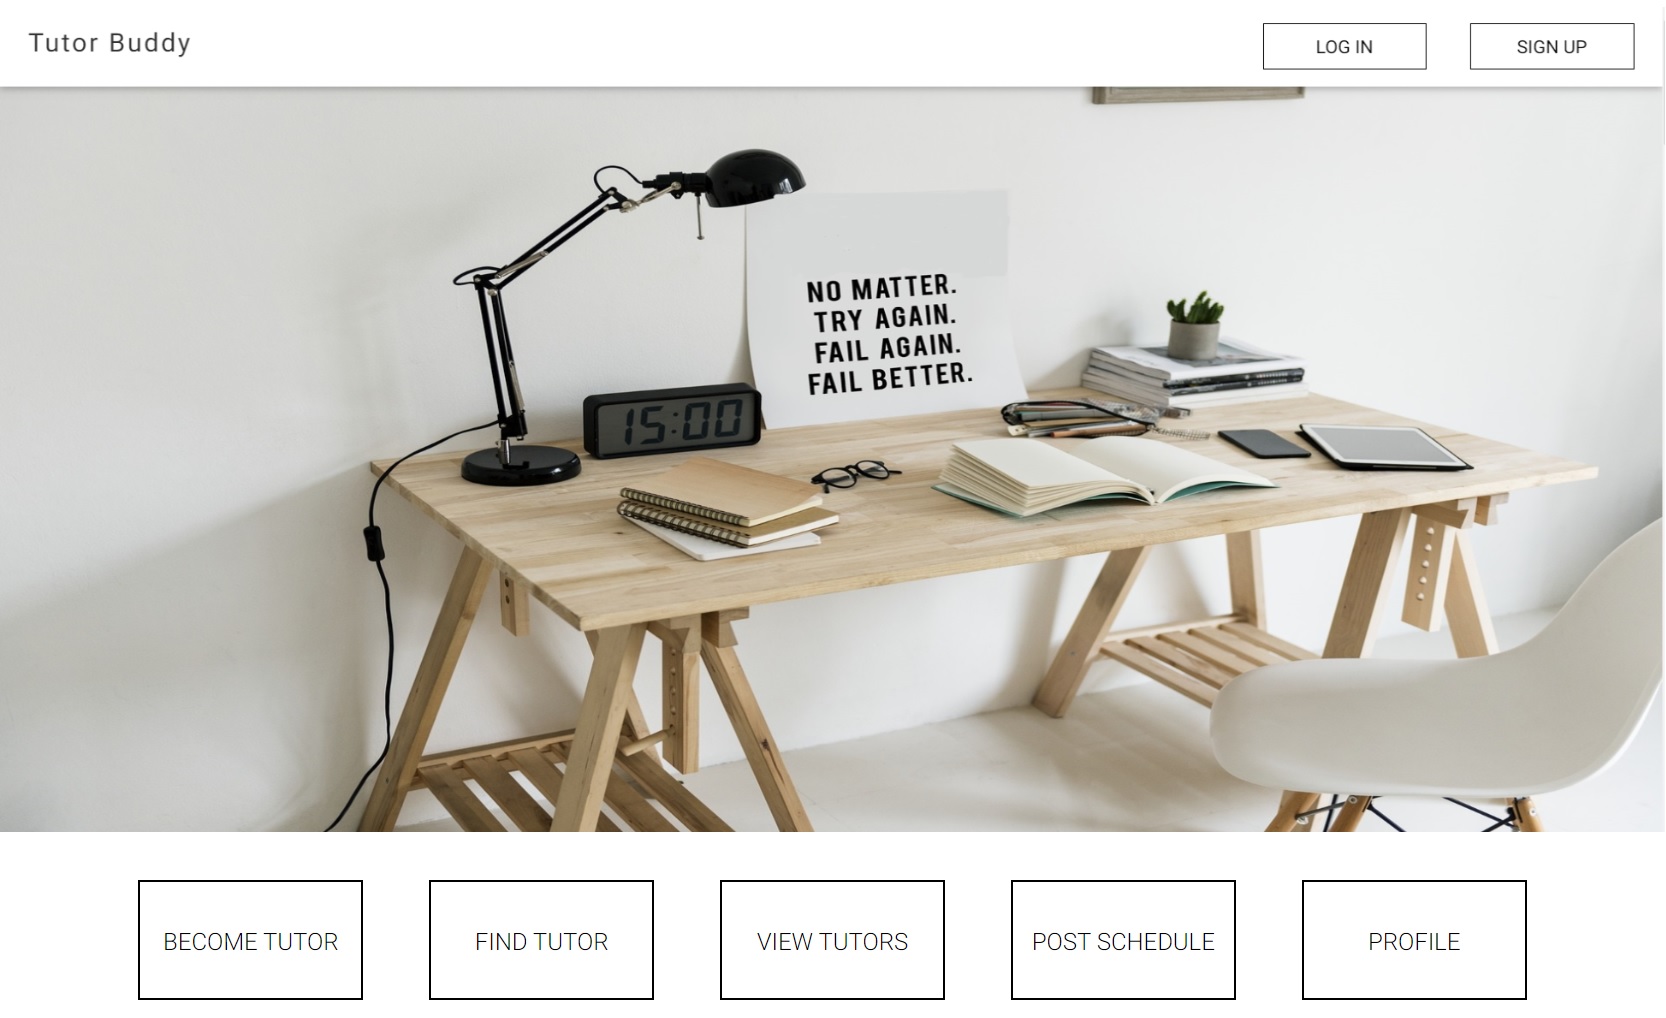 Tutor Buddy
LOG IN
SIGN UP
NO MATTER.
TRY AGAIN.
FAIL AGAIN.
FAIL BETTER.
15:00
BECOME TUTOR
FIND TUTOR
VIEW TUTORS
POST SCHEDULE
PROFILE